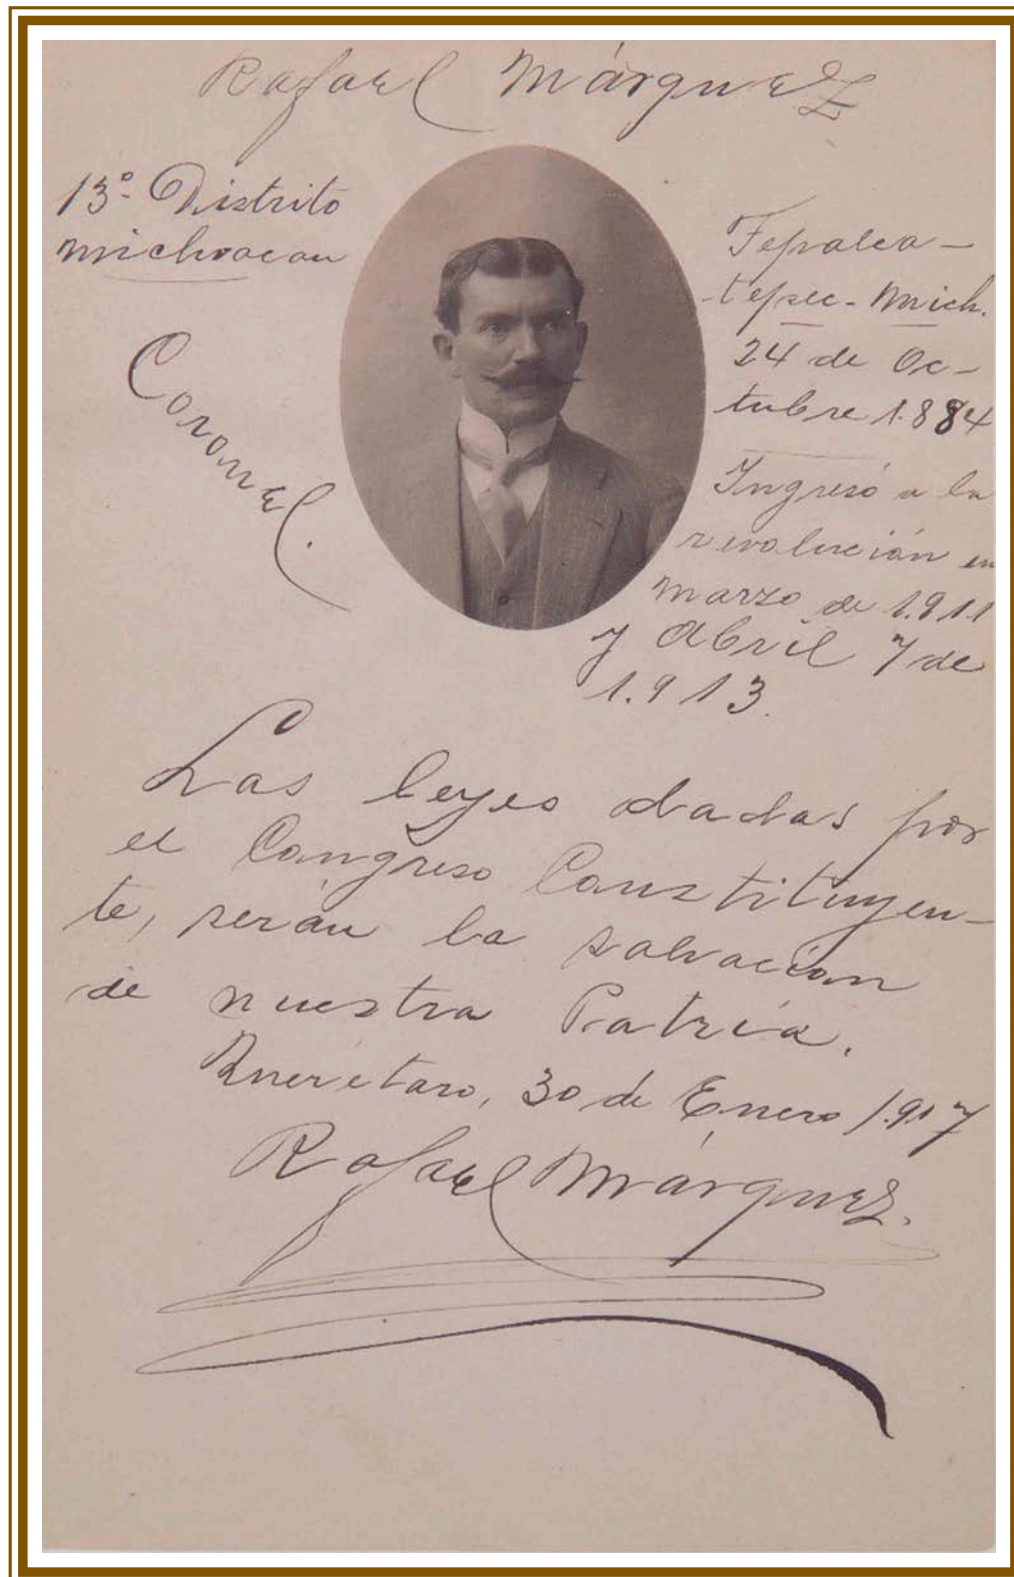 Rafael Márquez
13º Distrito
Michoacan
Coronel.
Tepalca-
-tepec-Mich.
24 de Oc-
tubre 1.884
Ingresó a la
revolución en
Marzo de 1.911
y Abril 7 de
1.913.
Las leyes dadas por
el Congreso Constituyen-
te, serán la salvacion
de nuestra Patria.
Querétaro, 30 de Enero 1.917
Rafael Márquez.